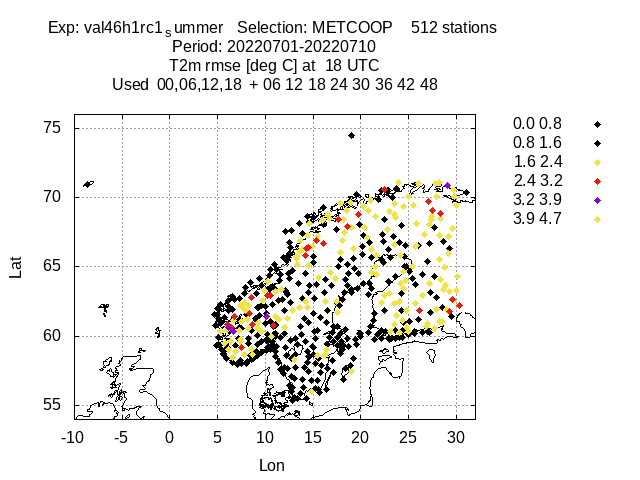 Exp: val46h1rc1summer   Selection: METCOOP    512 stations
Period: 20220701-20220710
T2m rmse [deg C] at  18 UTC
Used  00,06,12,18  + 06 12 18 24 30 36 42 48
0.0 0.8
0.8 1.6
1.6 2.4
2.4 3.2
3.2 3.9
3.9 4.7
75
70
65
60
55
Lat
-10 -5 0 5 10 15 20 25 30
Lon